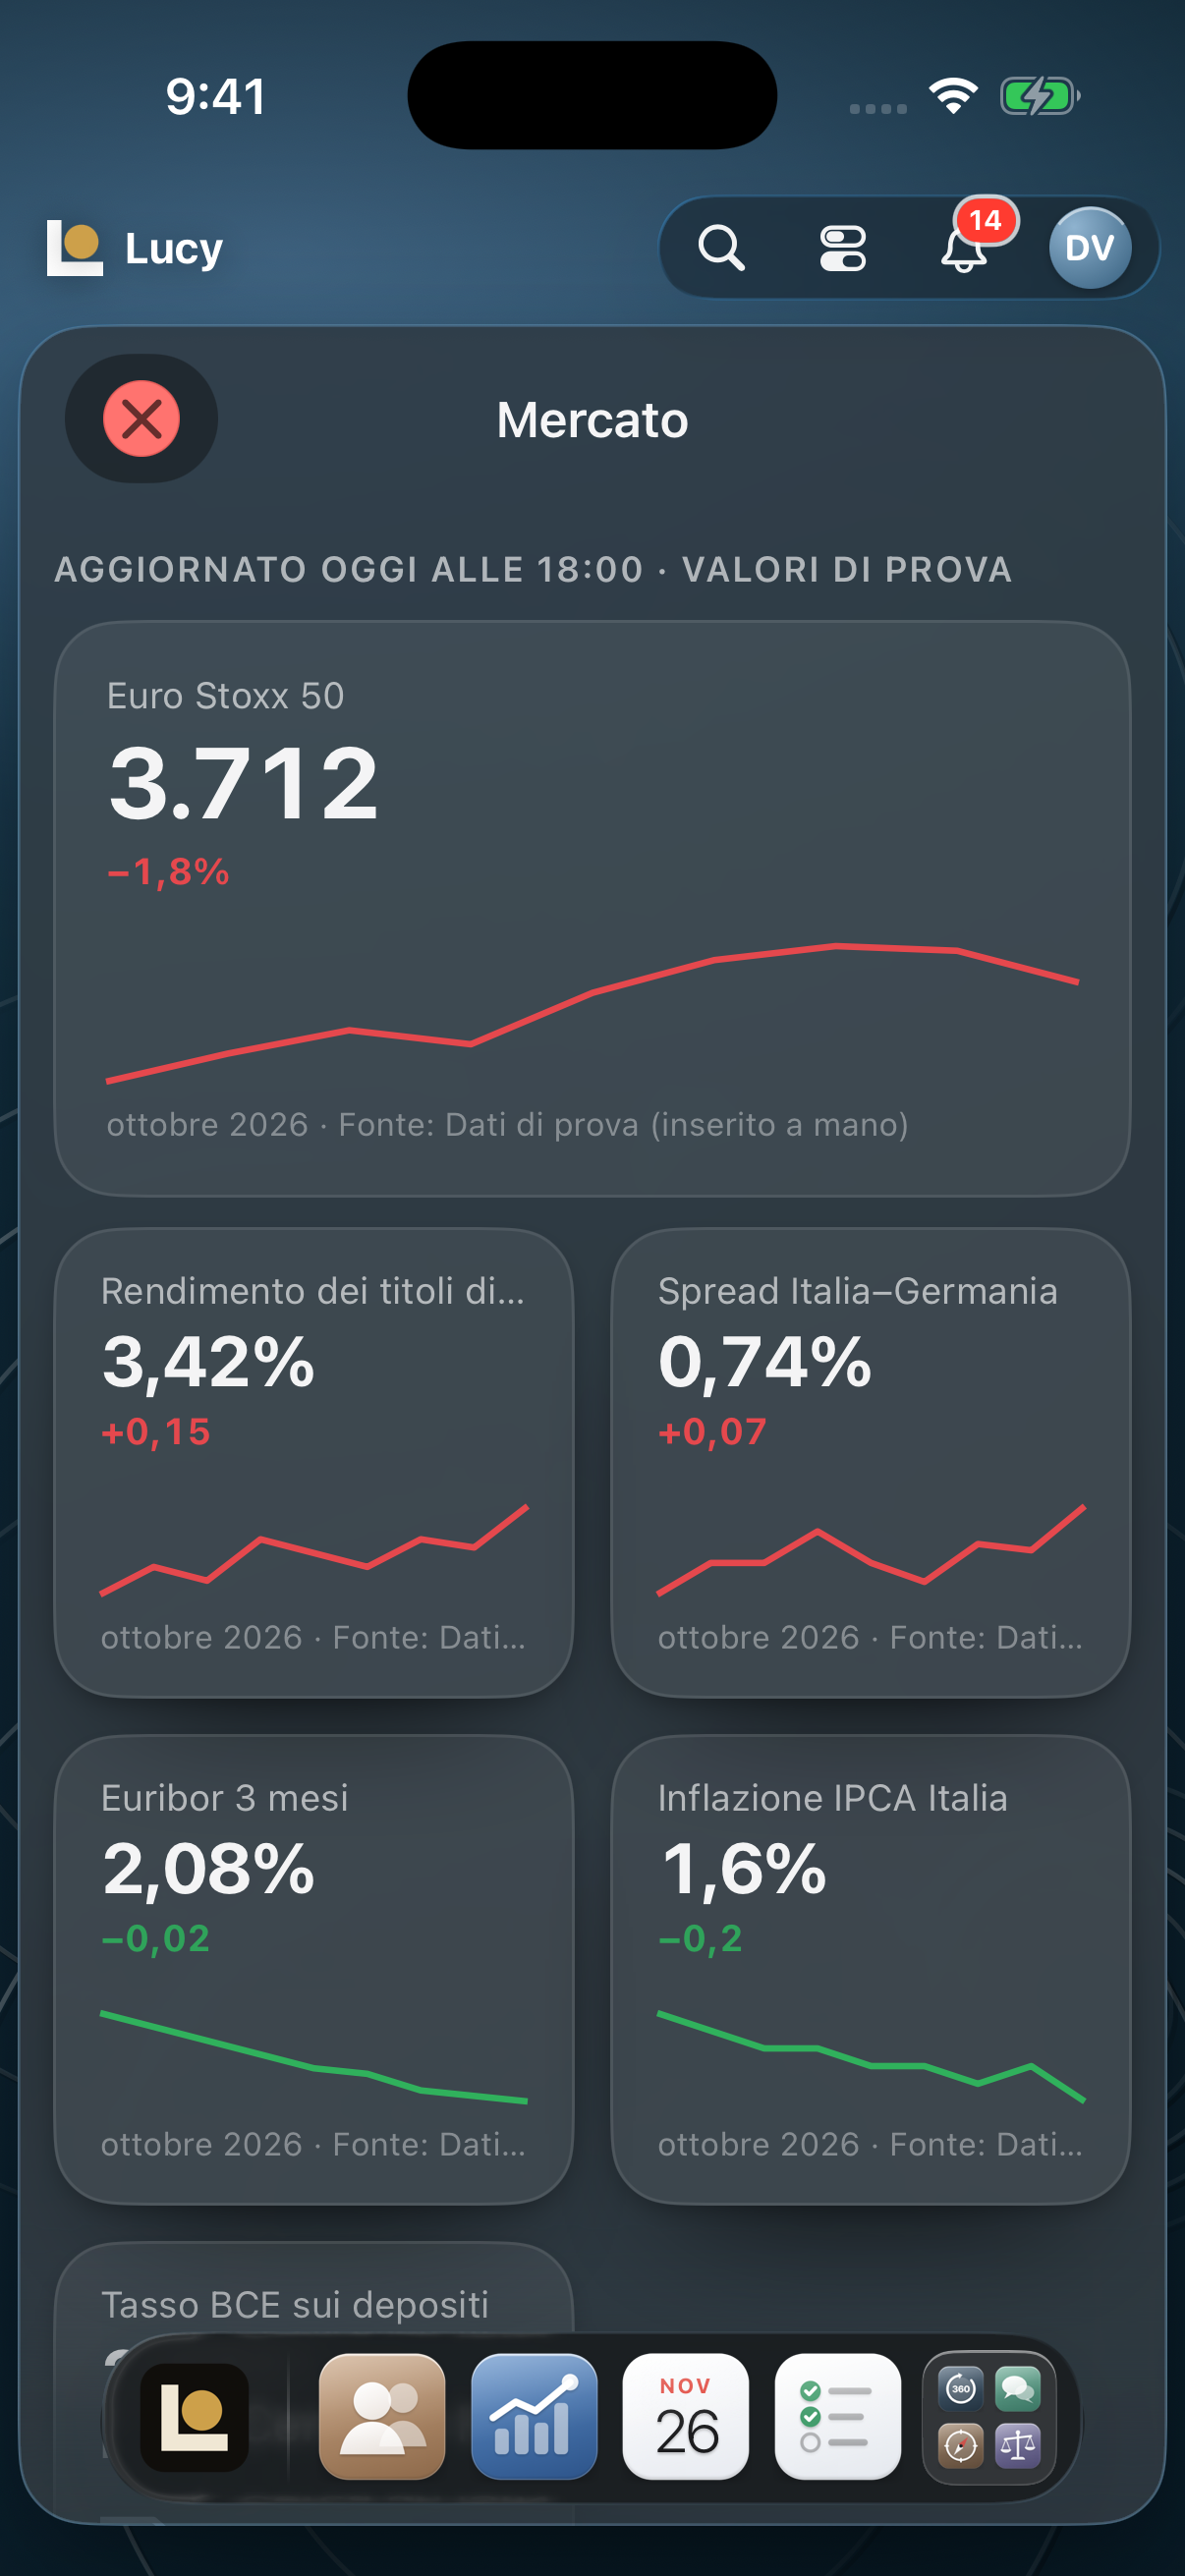 9:41
Lucy
14
DV
Mercato
AGGIORNATO OGGI ALLE 18:00 · VALORI DI PROVA
Euro Stoxx 50
3.712
−1,8%
ottobre 2026 · Fonte: Dati di prova (inserito a mano)
Rendimento dei titoli di...
3,42%
+0,15
ottobre 2026 · Fonte: Dati...
Spread Italia–Germania
0,74%
+0,07
ottobre 2026 · Fonte: Dati...
Euribor 3 mesi
2,08%
−0,02
ottobre 2026 · Fonte: Dati...
Inflazione IPCA Italia
1,6%
−0,2
ottobre 2026 · Fonte: Dati...
Tasso BCE sui depositi
NOV
26
360